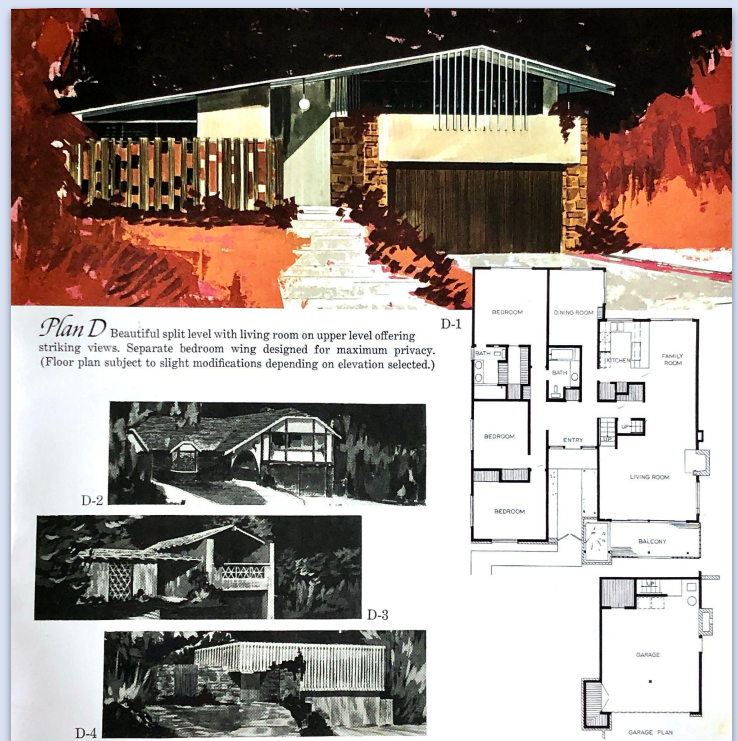 Plan D Beautiful split level with living room on upper level offering
striking views. Separate bedroom wing designed for maximum privacy.
(Floor plan subject to slight modifications depending on elevation selected.)
D-1
BEDROOM
DINING ROOM
BATH
BATH
KITCHEN
FAMILY
ROOM
BEDROOM
ENTRY
UP
UP
LIVING ROOM
BEDROOM
BALCONY
D-2
D-3
D-4
UP
GARAGE
GARAGE PLAN